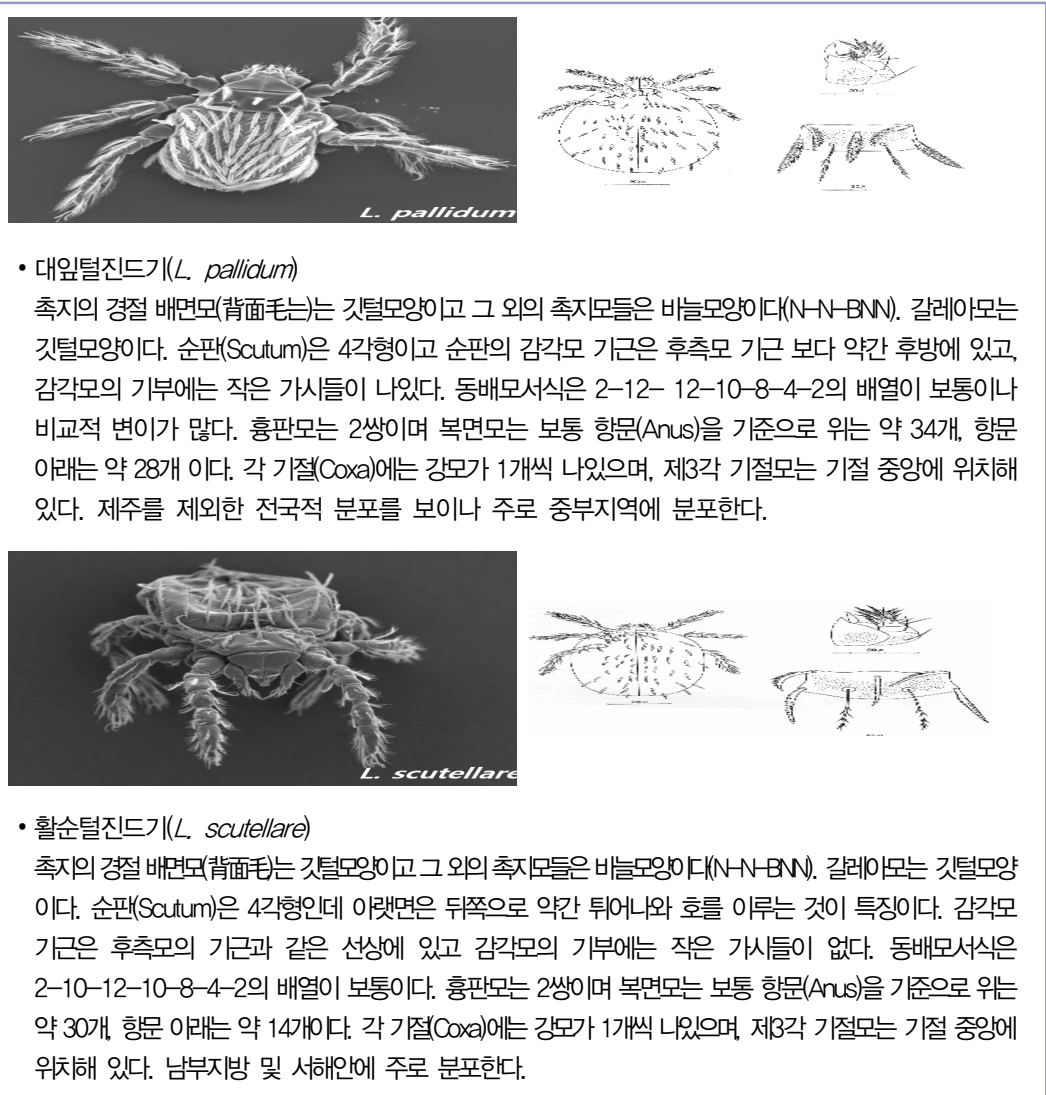 L. pallidum
• 대잎털진드기(L. pallidum)
촉지의 경절 배면모(背面毛는)는 깃털모양이고 그 외의 촉지모들은 바늘모양이다(N-N-BNN). 갈레아모는
깃털모양이다. 순판(Scutum)은 4각형이고 순판의 감각모 기근은 후측모 기근 보다 약간 후방에 있고,
감각모의 기부에는 작은 가시들이 나있다. 동배모서식은 2-12- 12-10-8-4-2의 배열이 보통이나
비교적 변이가 많다. 흉판모는 2쌍이며 복면모는 보통 항문(Anus)을 기준으로 위는 약 34개, 항문
아래는 약 28개 이다. 각 기절(Coxa)에는 강모가 1개씩 나있으며, 제3각 기절모는 기절 중앙에 위치해
있다. 제주를 제외한 전국적 분포를 보이나 주로 중부지역에 분포한다.
L. scutellare
• 활순털진드기(L. scutellare)
촉지의 경절 배면모(背面毛)는 깃털모양이고 그 외의 촉지모들은 바늘모양이다(N-N-BNN). 갈레아모는 깃털모양
이다. 순판(Scutum)은 4각형인데 아랫면은 뒤쪽으로 약간 튀어나와 호를 이루는 것이 특징이다. 감각모
기근은 후측모의 기근과 같은 선상에 있고 감각모의 기부에는 작은 가시들이 없다. 동배모서식은
2-10-12-10-8-4-2의 배열이 보통이다. 흉판모는 2쌍이며 복면모는 보통 항문(Anus)을 기준으로 위는
약 30개, 항문 아래는 약 14개이다. 각 기절(Coxa)에는 강모가 1개씩 나있으며, 제3각 기절모는 기절 중앙에
위치해 있다. 남부지방 및 서해안에 주로 분포한다.